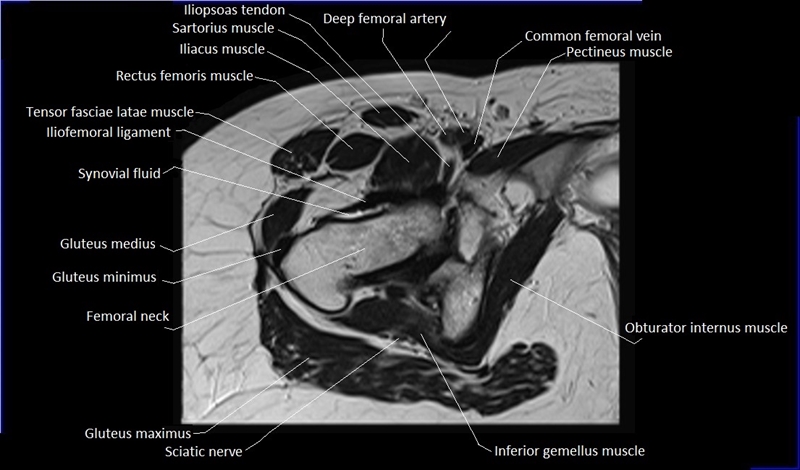 Iliopsoas tendon
Deep femoral artery
Sartorius muscle
Common femoral vein
Iliacus muscle
Pectineus muscle
Rectus femoris muscle
Tensor fasciae latae muscle
Iliofemoral ligament
Synovial fluid
Gluteus medius
Gluteus minimus
Femoral neck
Obturator internus muscle
Gluteus maximus
Sciatic nerve
Inferior gemellus muscle